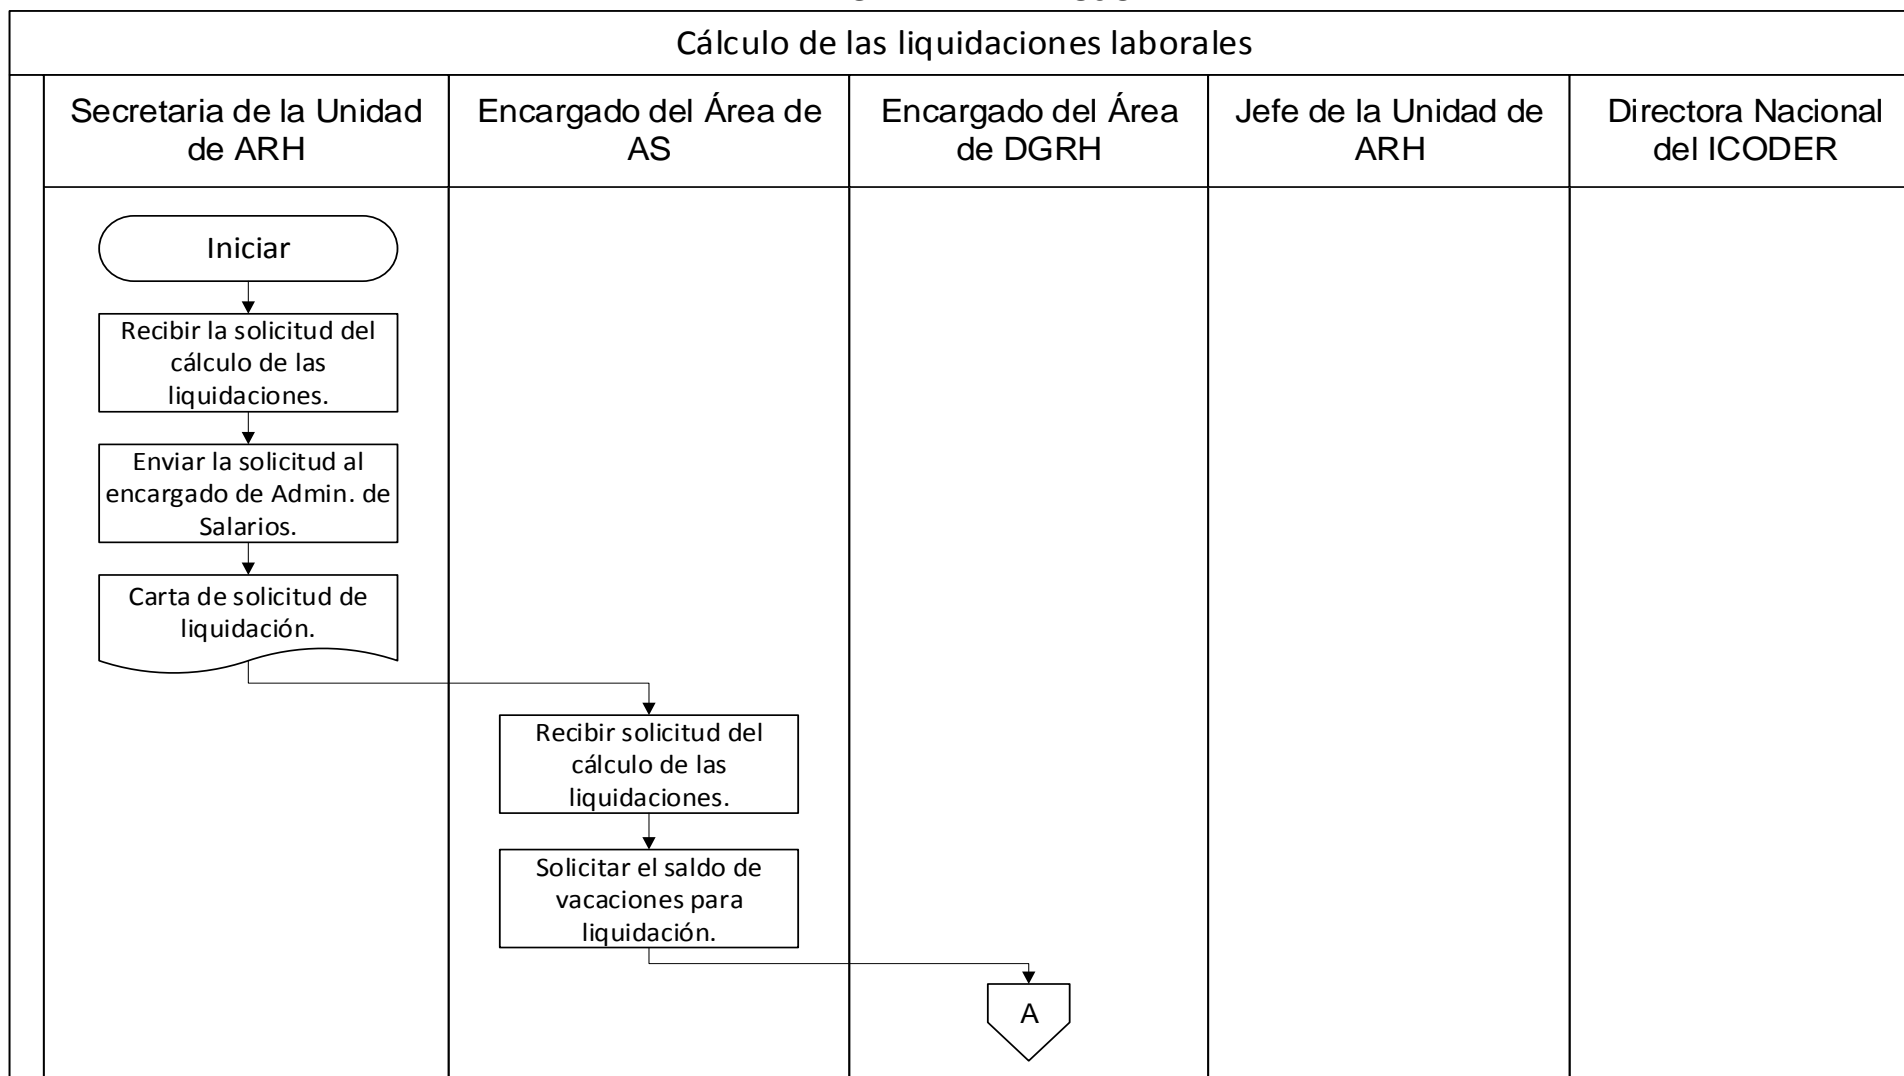 Cálculo de las liquidaciones laborales
Secretaria de la Unidad
de ARH
Encargado del Área de
AS
Encargado del Área
de DGRH
Jefe de la Unidad de
ARH
Directora Nacional
del ICODER
Iniciar
Recibir la solicitud del
cálculo de las
liquidaciones.
Enviar la solicitud al
encargado de Admin. de
Salarios.
Carta de solicitud de
liquidación.
Recibir solicitud del
cálculo de las
liquidaciones.
Solicitar el saldo de
vacaciones para
liquidación.
A